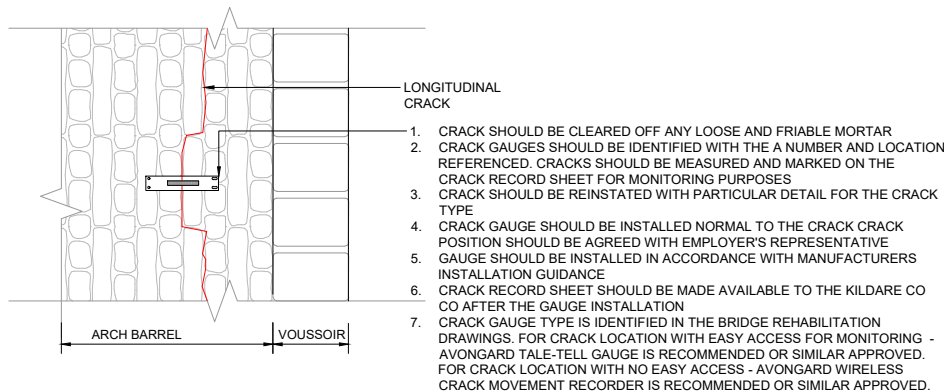 LONGITUDINAL
CRACK
1. CRACK SHOULD BE CLEARED OFF ANY LOOSE AND FRIABLE MORTAR
2. CRACK GAUGES SHOULD BE IDENTIFIED WITH THE A NUMBER AND LOCATION
REFERENCED. CRACKS SHOULD BE MEASURED AND MARKED ON THE
CRACK RECORD SHEET FOR MONITORING PURPOSES
3. CRACK SHOULD BE REINSTATED WITH PARTICULAR DETAIL FOR THE CRACK
TYPE
4. CRACK GAUGE SHOULD BE INSTALLED NORMAL TO THE CRACK CRACK
POSITION SHOULD BE AGREED WITH EMPLOYER'S REPRESENTATIVE
5. GAUGE SHOULD BE INSTALLED IN ACCORDANCE WITH MANUFACTURERS
INSTALLATION GUIDANCE
6. CRACK RECORD SHEET SHOULD BE MADE AVAILABLE TO THE KILDARE CO
CO AFTER THE GAUGE INSTALLATION
7. CRACK GAUGE TYPE IS IDENTIFIED IN THE BRIDGE REHABILITATION
DRAWINGS. FOR CRACK LOCATION WITH EASY ACCESS FOR MONITORING -
AVONGARD TALE-TELL GAUGE IS RECOMMENDED OR SIMILAR APPROVED.
FOR CRACK LOCATION WITH NO EASY ACCESS - AVONGARD WIRELESS
CRACK MOVEMENT RECORDER IS RECOMMENDED OR SIMILAR APPROVED.
ARCH BARREL
VOUSSOIR